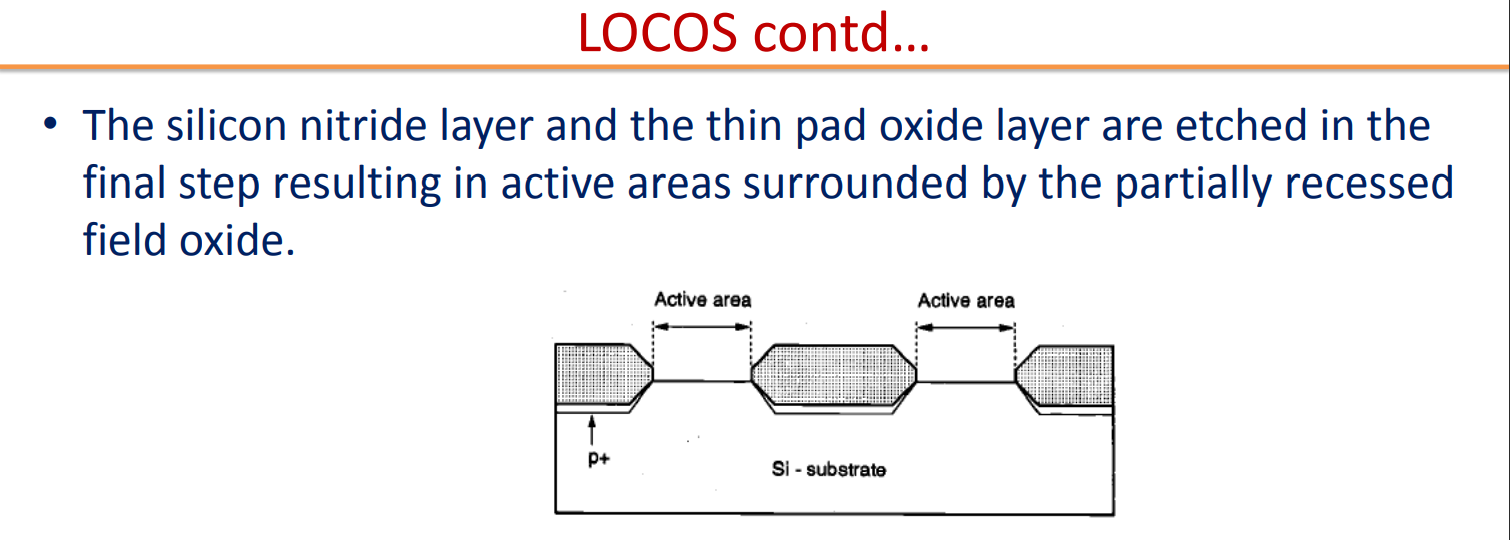 LOCOS contd...
• The silicon nitride layer and the thin pad oxide layer are etched in the
final step resulting in active areas surrounded by the partially recessed
field oxide.
Active area
Active area
p+
Si - substrate